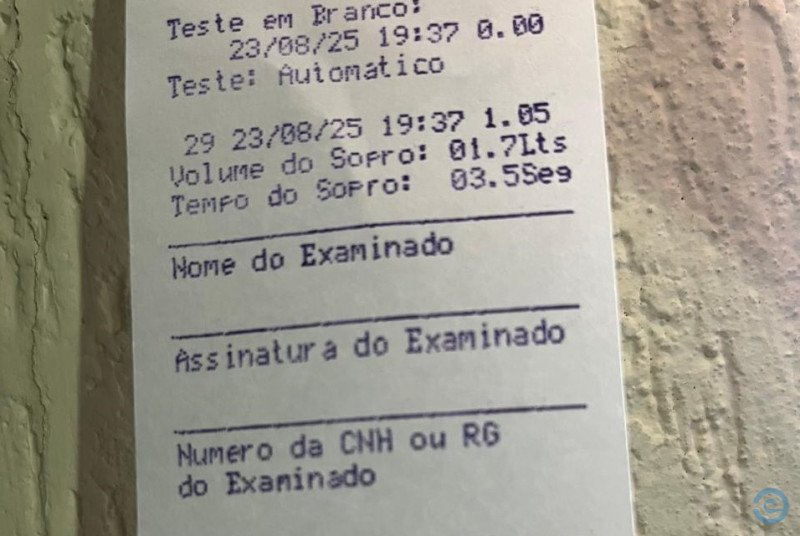 Teste em Branco:
23/08/25 19:37 0.00
Teste: Automatico
29 23/08/25 19:37 1.05
Volume do Sopro: 01.7Lts
Tempo do Sopro: 03.5Seg
Nome do Examinado
Assinatura do Examinado
Numero da CNH ou RG
do Examinado